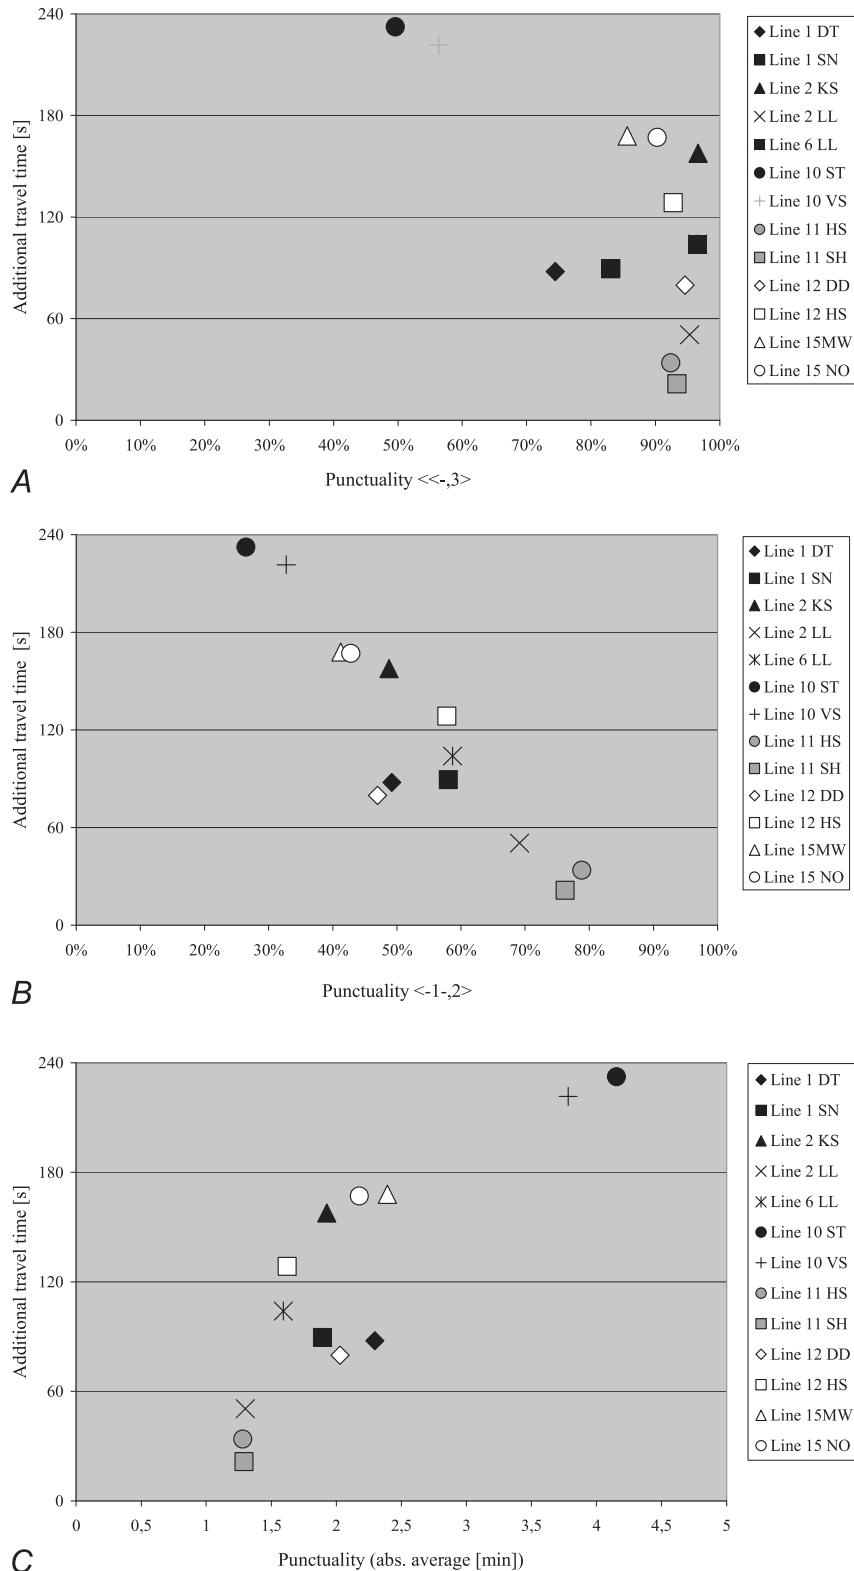 240
180
120
60
0
Additional travel time [s]
0% 10% 20% 30% 40% 50% 60% 70% 80% 90% 100%
Punctuality <<-,3>
A
Line 1 DT
Line 1 SN
Line 2 KS
Line 2 LL
Line 6 LL
Line 10 ST
Line 10 VS
Line 11 HS
Line 11 SH
Line 12 DD
Line 12 HS
Line 15MW
Line 15 NO
240
180
120
60
0
Additional travel time [s]
0% 10% 20% 30% 40% 50% 60% 70% 80% 90% 100%
Punctuality <-1-,2>
B
Line 1 DT
Line 1 SN
Line 2 KS
Line 2 LL
Line 6 LL
Line 10 ST
Line 10 VS
Line 11 HS
Line 11 SH
Line 12 DD
Line 12 HS
Line 15MW
Line 15 NO
240
180
120
60
0
Additional travel time [s]
0 0,5 1 1,5 2 2,5 3 3,5 4 4,5 5
Punctuality (abs. average [min])
C
Line 1 DT
Line 1 SN
Line 2 KS
Line 2 LL
Line 6 LL
Line 10 ST
Line 10 VS
Line 11 HS
Line 11 SH
Line 12 DD
Line 12 HS
Line 15MW
Line 15 NO